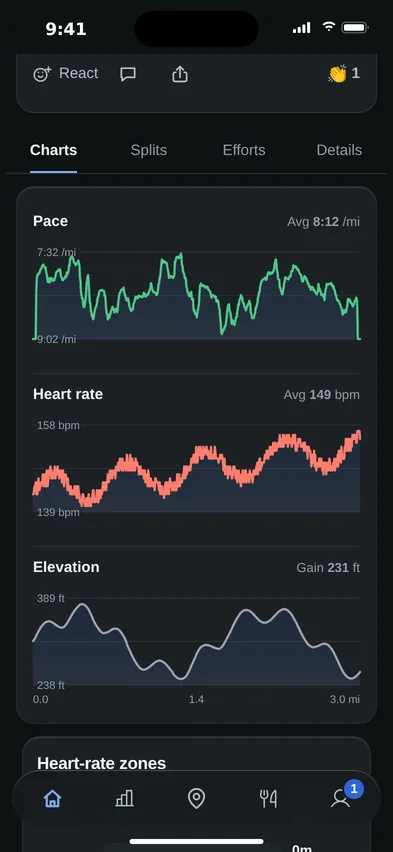 9:41
React
1
Charts Splits Efforts Details
Pace Avg 8:12 /mi
7:32 /mi
9:02 /mi
Heart rate Avg 149 bpm
158 bpm
139 bpm
Elevation Gain 231 ft
389 ft
238 ft
0.0 1.4 3.0 mi
Heart-rate zones
1
0m